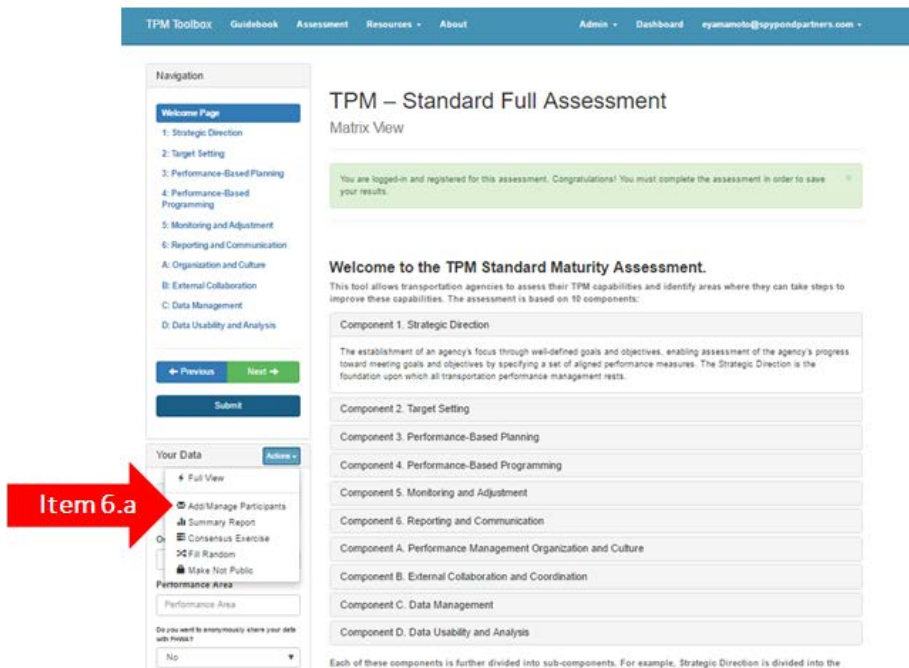 TPM Toolbox Guidebook Assessment Resources About Admin Dashboard eyamamoto@spypondpartners.com
Navigation
Welcome Page
1: Strategic Direction
2: Target Setting
3: Performance-Based Planning
4: Performance-Based
Programming
5: Monitoring and Adjustment
6: Reporting and Communication
A: Organization and Culture
B: External Collaboration
C: Data Management
D: Data Usability and Analysis
← Previous Next →
Submit
Your Data Actions
Full View
Add/Manage Participants
Summary Report
Consensus Exercise
Fill Random
Make Not Public
Performance Area
Performance Area
Do you want to anonymously share your data
with FHWA?
No
Item 6.a
TPM – Standard Full Assessment
Matrix View
You are logged-in and registered for this assessment. Congratulations! You must complete the assessment in order to save ×
your results.
Welcome to the TPM Standard Maturity Assessment.
This tool allows transportation agencies to assess their TPM capabilities and identify areas where they can take steps to
improve these capabilities. The assessment is based on 10 components:
Component 1. Strategic Direction
The establishment of an agency's focus through well-defined goals and objectives, enabling assessment of the agency's progress
toward meeting goals and objectives by specifying a set of aligned performance measures. The Strategic Direction is the
foundation upon which all transportation performance management rests.
Component 2. Target Setting
Component 3. Performance-Based Planning
Component 4. Performance-Based Programming
Component 5. Monitoring and Adjustment
Component 6. Reporting and Communication
Component A. Performance Management Organization and Culture
Component B. External Collaboration and Coordination
Component C. Data Management
Component D. Data Usability and Analysis
Each of these components is further divided into sub-components. For example, Strategic Direction is divided into the